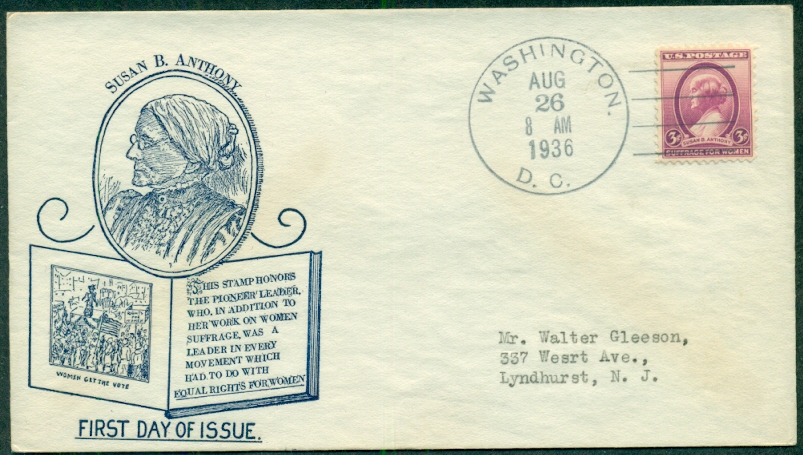 SUSAN B. ANTHONY
THIS STAMP HONORS
THE PIONEER LEADER,
WHO, IN ADDITION TO
HER WORK ON WOMEN
SUFFRAGE, WAS A
LEADER IN EVERY
MOVEMENT WHICH
HAD TO DO WITH
EQUAL RIGHTS FOR WOMEN
WOMEN GET THE VOTE
FIRST DAY OF ISSUE.
WASHINGTON.
AUG
26
8 AM
1936
D. C.
U.S. POSTAGE
3¢ 3¢
SUSAN B. ANTHONY
SUFFRAGE FOR WOMEN
Mr. Walter Gleeson,
337 Wesrt Ave.,
Lyndhurst, N. J.